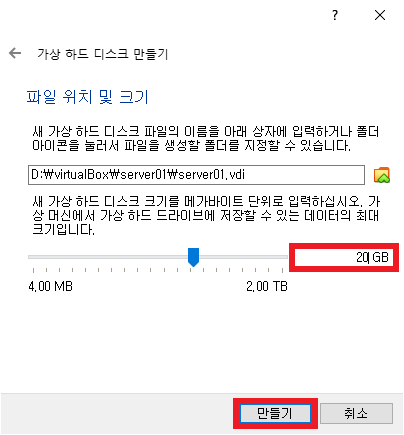 ?
가상 하드 디스크 만들기
파일 위치 및 크기
새 가상 하드 디스크 파일의 이름을 아래 상자에 입력하거나 폴더
아이콘을 눌러서 파일을 생성할 폴더를 지정할 수 있습니다.
D:₩virtualBox₩server01₩server01.vdi
새 가상 하드 디스크 크기를 메가바이트 단위로 입력하십시오. 가
상 머신에서 가상 하드 드라이브에 저장할 수 있는 데이터의 최대
크기입니다.
20 GB
4.00 MB 2.00 TB
만들기 취소